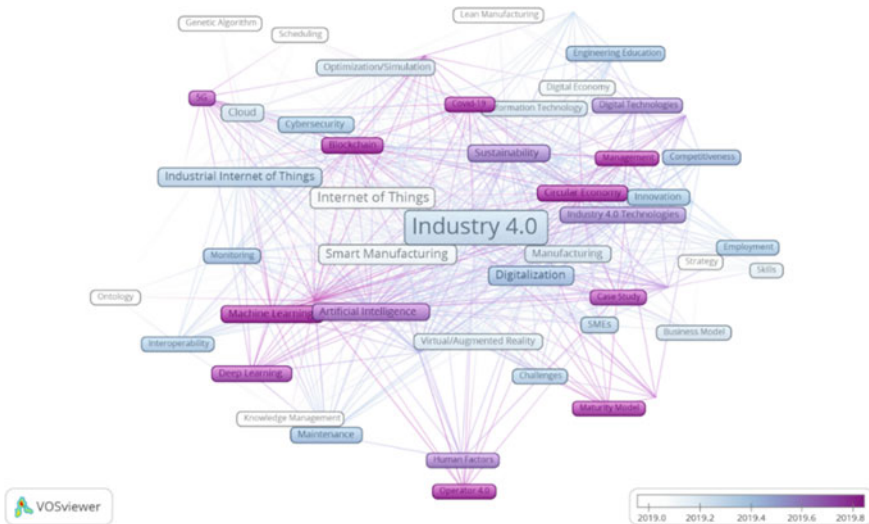 Lean Manufacturing
Genetic Algorithm
Scheduling
Engineering Education
Optimization/Simulation
Digital Economy
5G
Covid-19
formation Technology
Digital Technologies
Cloud
Cybersecurity
Blockchain
Sustainability
Management
Competitiveness
Industrial Internet of Things
Internet of Things
Circular Economy
Innovation
Industry 4.0
Industry 4.0 Technologies
Smart Manufacturing
Manufacturing
Employment
Monitoring
Strategy
Skills
Digitalization
Ontology
Case Study
Machine Learning
Artificial Intelligence
SMEs
Business Model
Interoperability
Virtual/Augmented Reality
Deep Learning
Challenges
Maturity Model
Knowledge Management
Maintenance
Human Factors
Operator 4.0
VOSviewer
2019.0 2019.2 2019.4 2019.6 2019.8